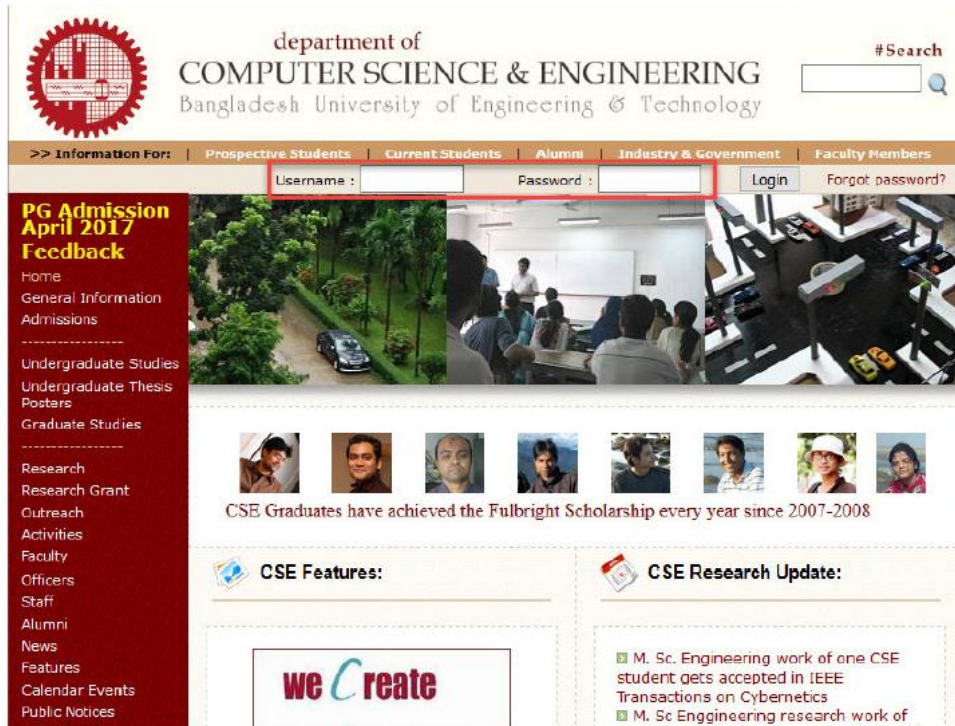 department of
COMPUTER SCIENCE & ENGINEERING
Bangladesh University of Engineering & Technology
#Search
>> Information For: | Prospective Students | Current Students | Alumni | Industry & Government | Faculty Members
Username : Password : Login Forgot password?
PG Admission
April 2017
Feedback
Home
General Information
Admissions
-----------------
Undergraduate Studies
Undergraduate Thesis
Posters
Graduate Studies
-----------------
Research
Research Grant
Outreach
Activities
Faculty
Officers
Staff
Alumni
News
Features
Calendar Events
Public Notices
CSE Graduates have achieved the Fulbright Scholarship every year since 2007-2008
CSE Features:
we Create
CSE Research Update:
M. Sc. Engineering work of one CSE
student gets accepted in IEEE
Transactions on Cybernetics
M. Sc Enggineering research work of